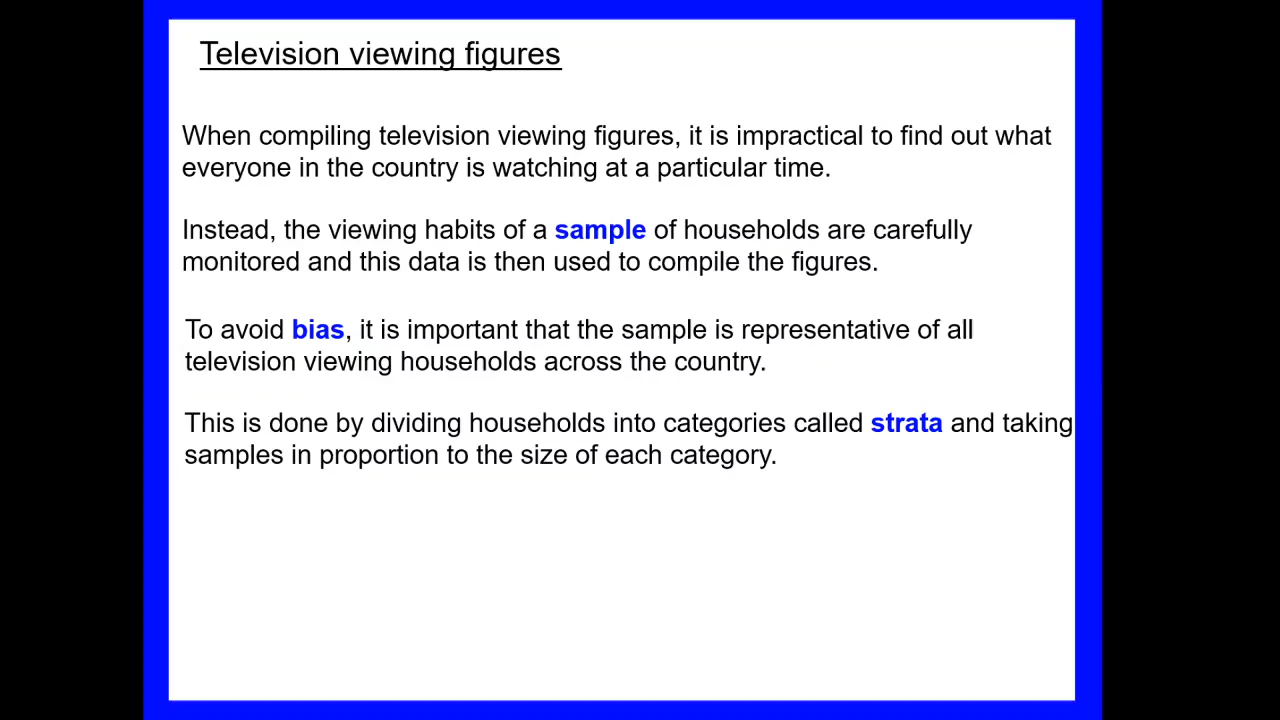 Television viewing figures
When compiling television viewing figures, it is impractical to find out what
everyone in the country is watching at a particular time.
Instead, the viewing habits of a sample of households are carefully
monitored and this data is then used to compile the figures.
To avoid bias, it is important that the sample is representative of all
television viewing households across the country.
This is done by dividing households into categories called strata and taking
samples in proportion to the size of each category.